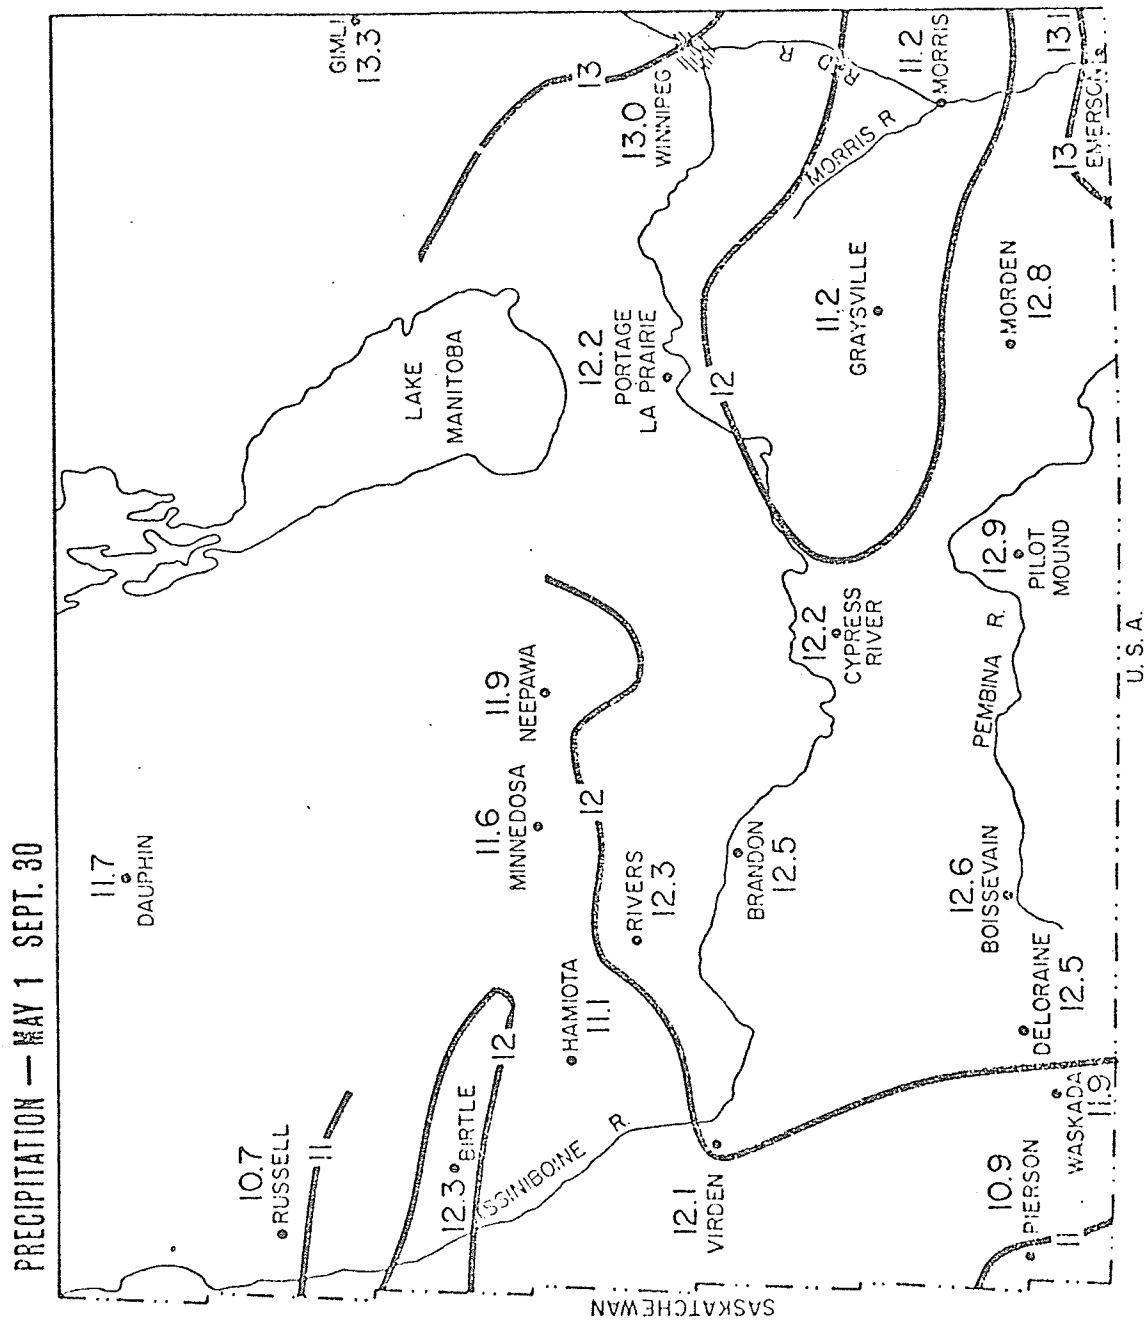 PRECIPITATION — MAY 1 SEPT. 30
10.7
RUSSELL
11
12.3
BIRTLE
12
11.7
DAUPHIN
HAMIOTA
11.1
11.6
MINNEDOSA
11.9
NEEPAWA
12
RIVERS
12.3
LAKE
MANITOBA
GIMLI
13.3
13
13.0
WINNIPEG
12.2
PORTAGE
LA PRAIRIE
12
SSINIBOINE R.
12.1
VIRDEN
BRANDON
12.5
12.2
CYPRESS
RIVER
11.2
GRAYSVILLE
MORRIS R
RED R
11.2
MORRIS
10.9
PIERSON
11
WASKADA
11.9
DELORAINE
12.5
12.6
BOISSEVAIN
PEMBINA R.
12.9
PILOT
MOUND
MORDEN
12.8
13
EMERSON
13.1
SASKATCHEWAN
U. S. A.